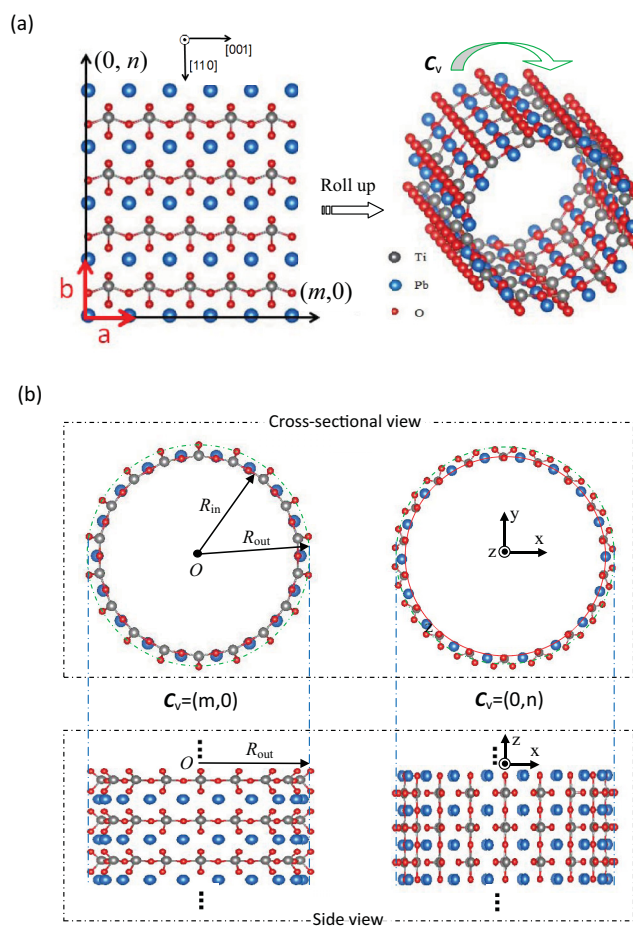 (a)
(0, n)
[001]
[110]
Cv
Roll up
b
(m,0)
a
Ti
Pb
O
(b)
Cross-sectional view
Rin
Rout
O
y
z
x
Cv=(m,0)
Cv=(0,n)
O
Rout
z
x
Side view